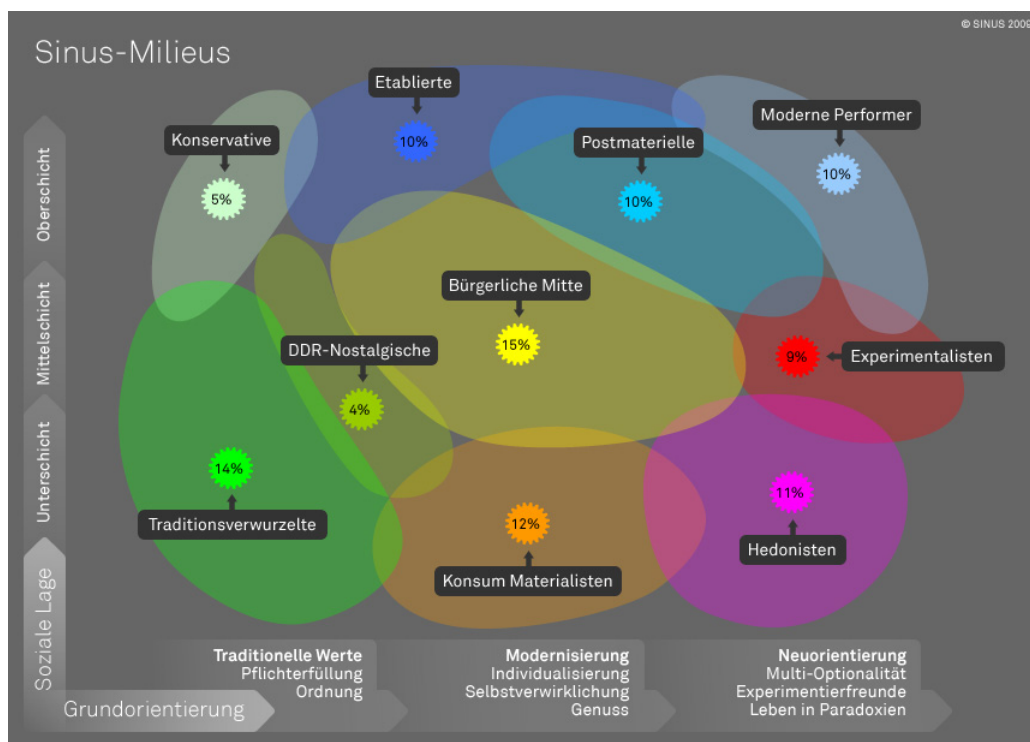 © SINUS 2009
Sinus-Milieus
Etablierte
10%
Konservative
5%
Postmaterielle
10%
Moderne Performer
10%
Bürgerliche Mitte
15%
DDR-Nostalgische
4%
9%
Experimentalisten
14%
Traditionsverwurzelte
12%
Konsum Materialisten
11%
Hedonisten
Oberschicht
Mittelschicht
Unterschicht
Soziale Lage
Grundorientierung
Traditionelle Werte
Pflichterfüllung
Ordnung
Modernisierung
Individualisierung
Selbstverwirklichung
Genuss
Neuorientierung
Multi-Optionalität
Experimentierfreunde
Leben in Paradoxien